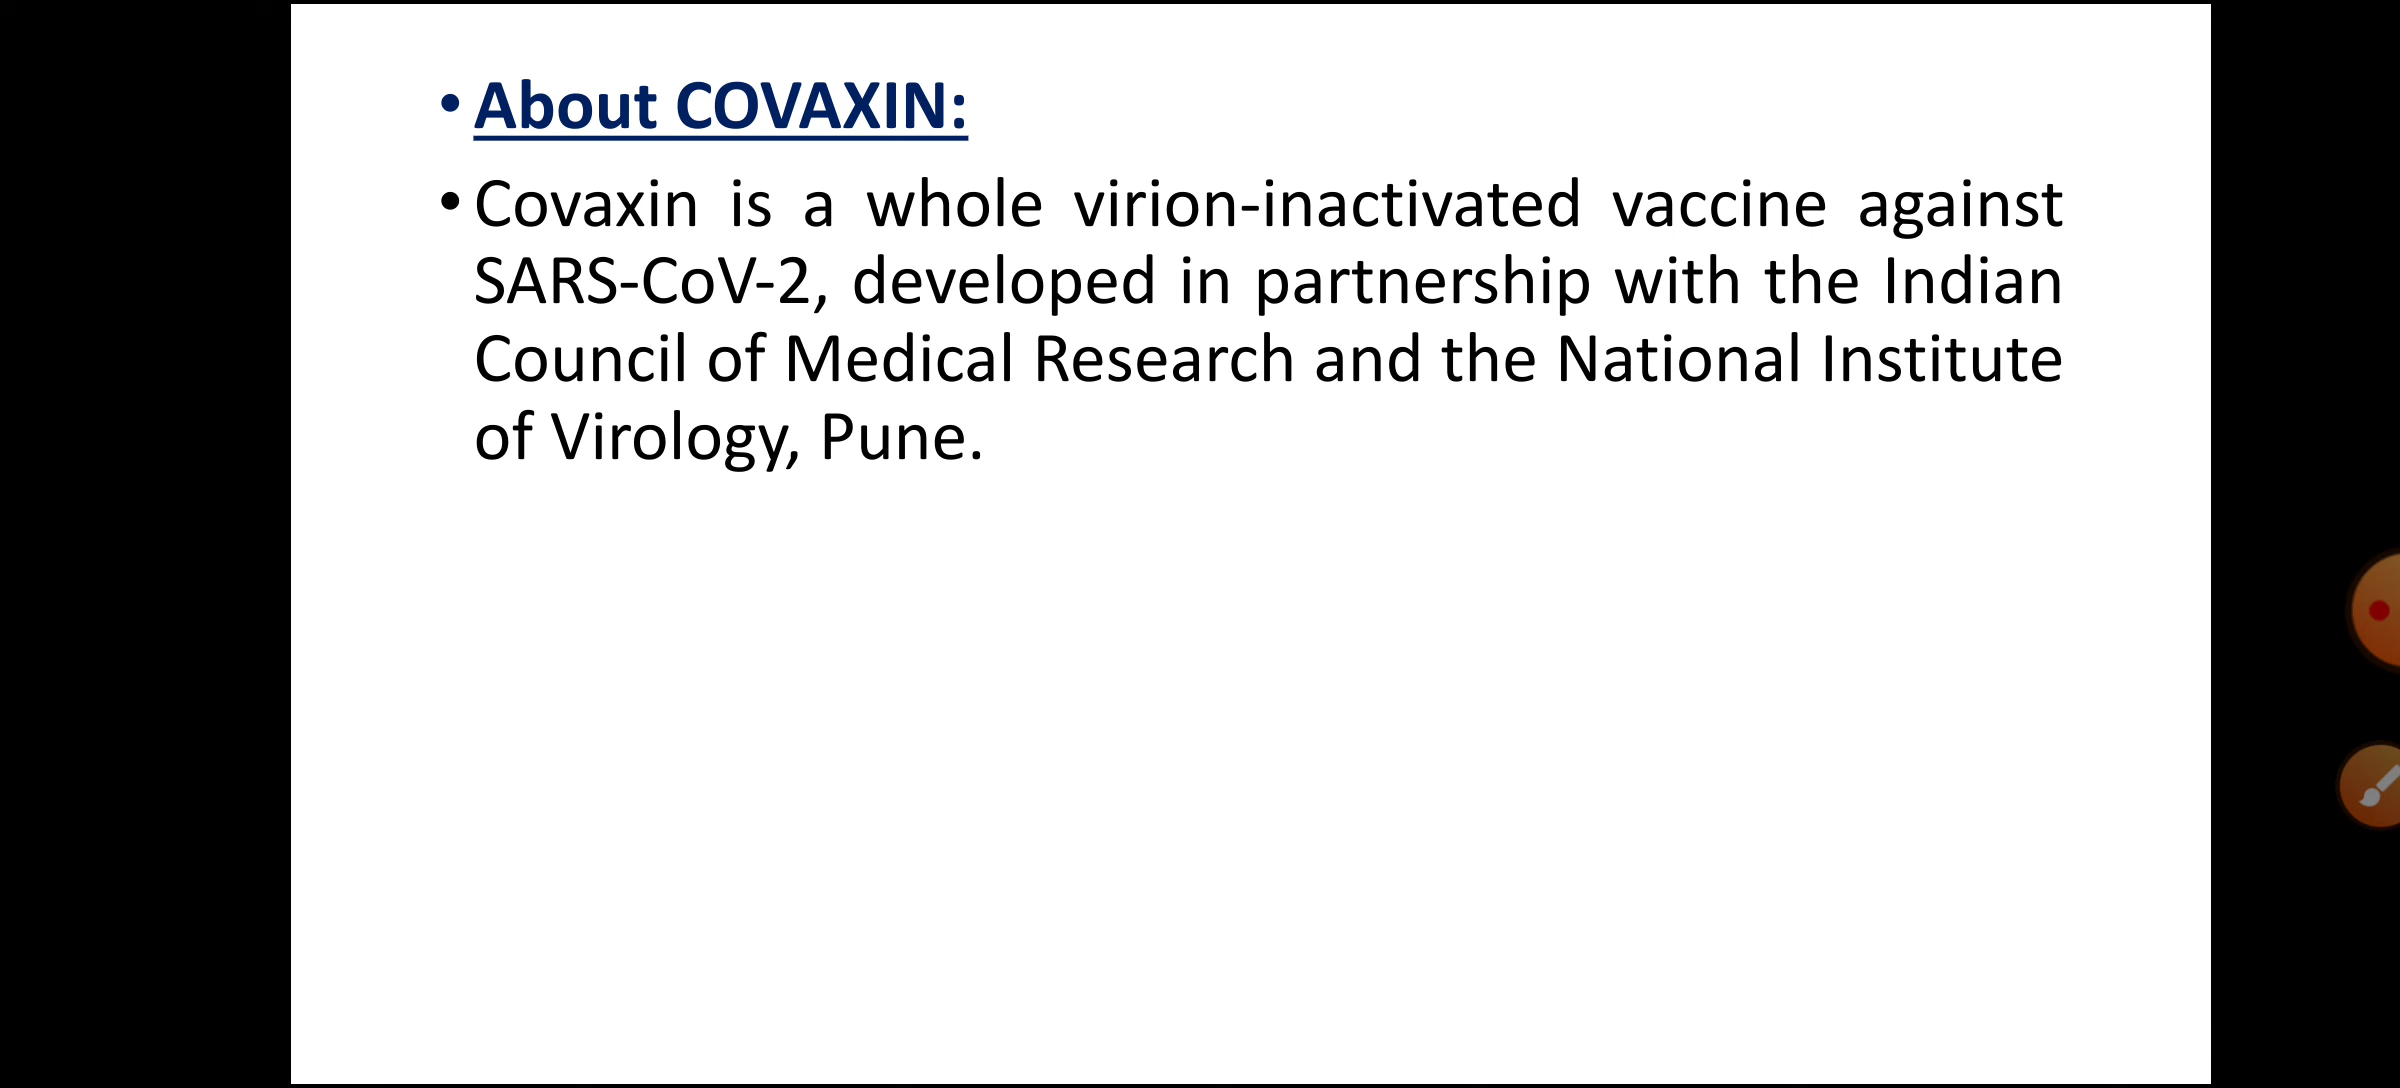 • About COVAXIN:
• Covaxin is a whole virion-inactivated vaccine against
SARS-CoV-2, developed in partnership with the Indian
Council of Medical Research and the National Institute
of Virology, Pune.